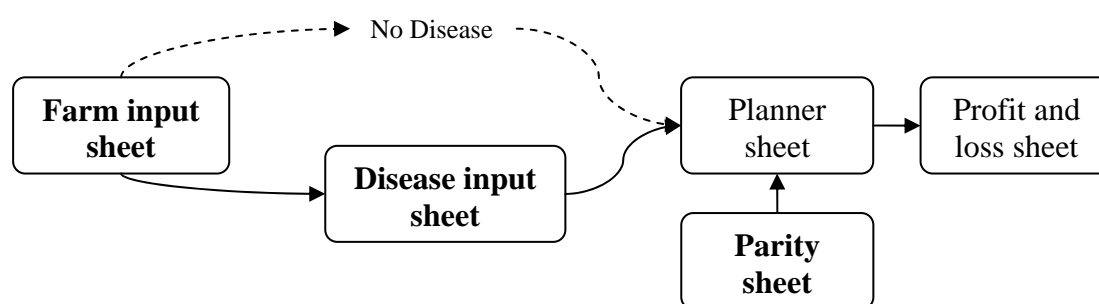 No Disease
Farm input
sheet
Disease input
sheet
Planner
sheet
Profit and
loss sheet
Parity
sheet